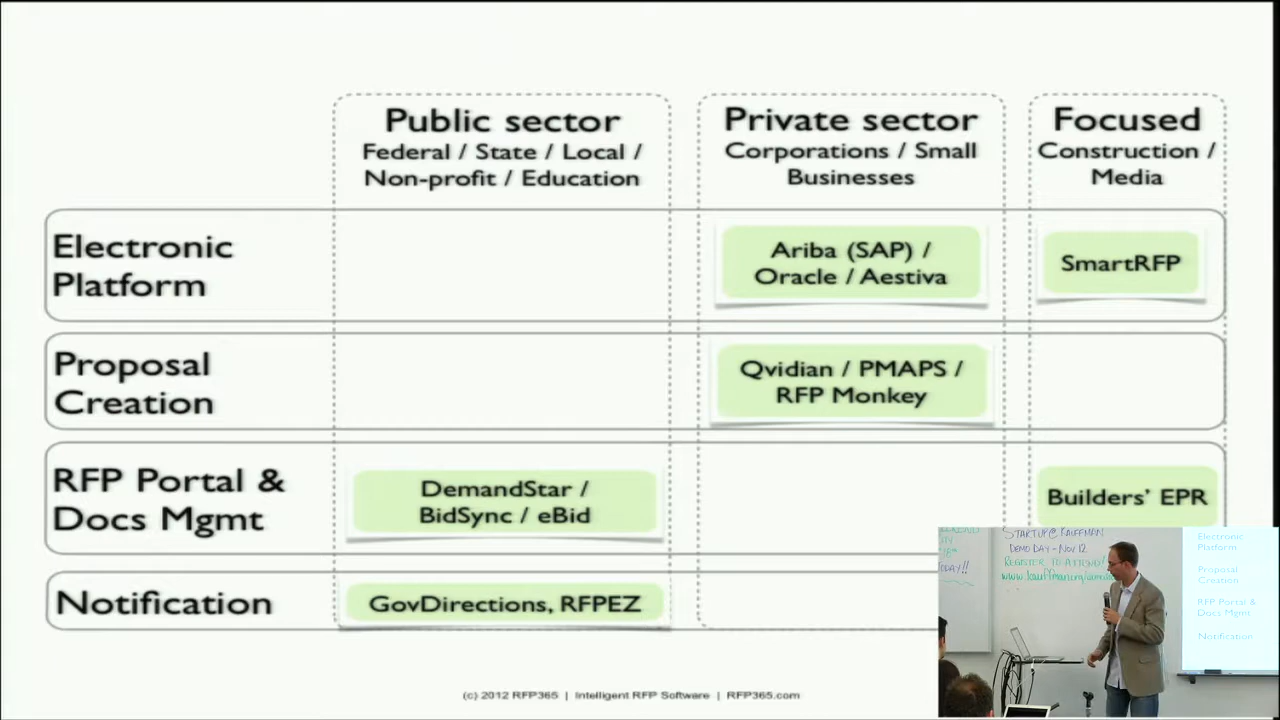 Public sector
Federal / State / Local /
Non-profit / Education
Private sector
Corporations / Small
Businesses
Focused
Construction /
Media
Electronic
Platform
Ariba (SAP) /
Oracle / Aestiva
SmartRFP
Proposal
Creation
Qvidian / PMAPS /
RFP Monkey
RFP Portal &
Docs Mgmt
DemandStar /
BidSync / eBid
Builders' EPR
Notification
GovDirections, RFPEZ
(c) 2012 RFP365 | Intelligent RFP Software | RFP365.com
STARTUP@KAUFFMAN
DEMO DAY - NOV 12
REGISTER TO ATTEND!
TODAY!!
Electronic
Platform
Proposal
Creation
RFP Portal &
Docs Mgmt
Notification